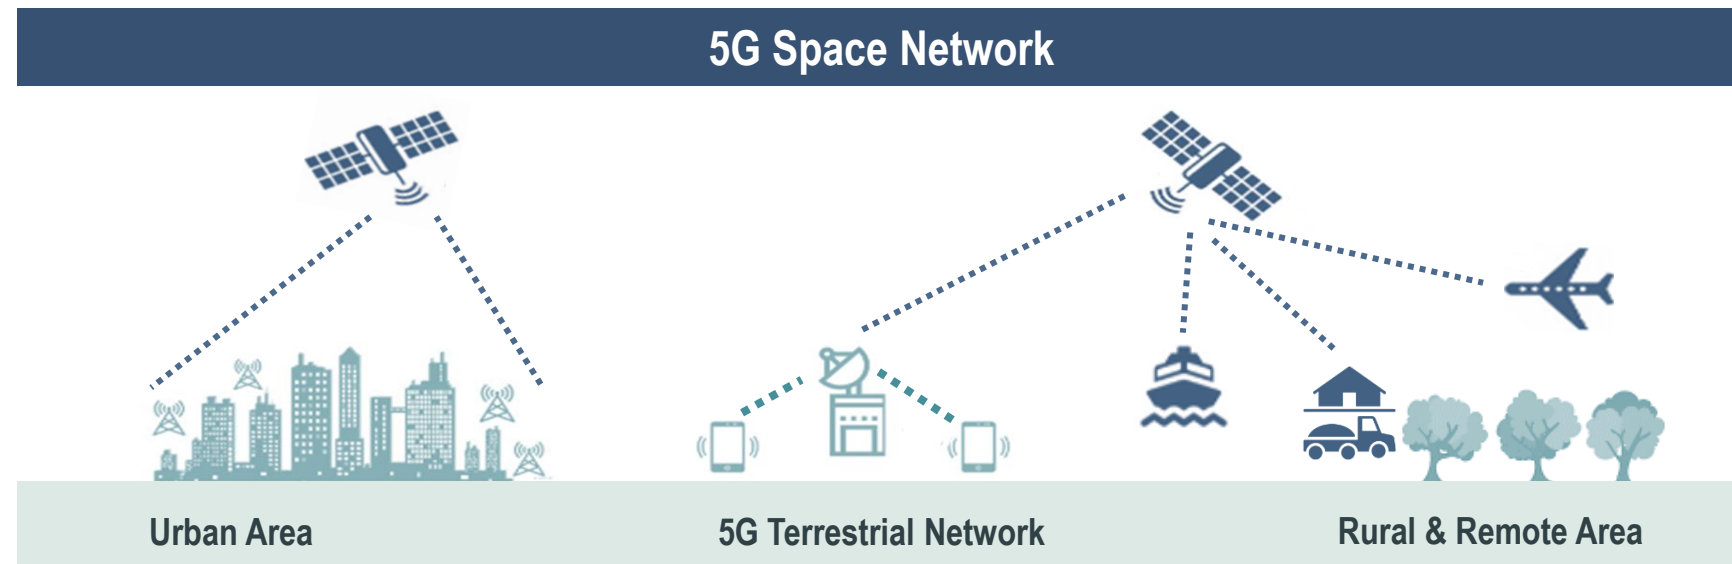 5G Space Network
Urban Area
5G Terrestrial Network
Rural & Remote Area